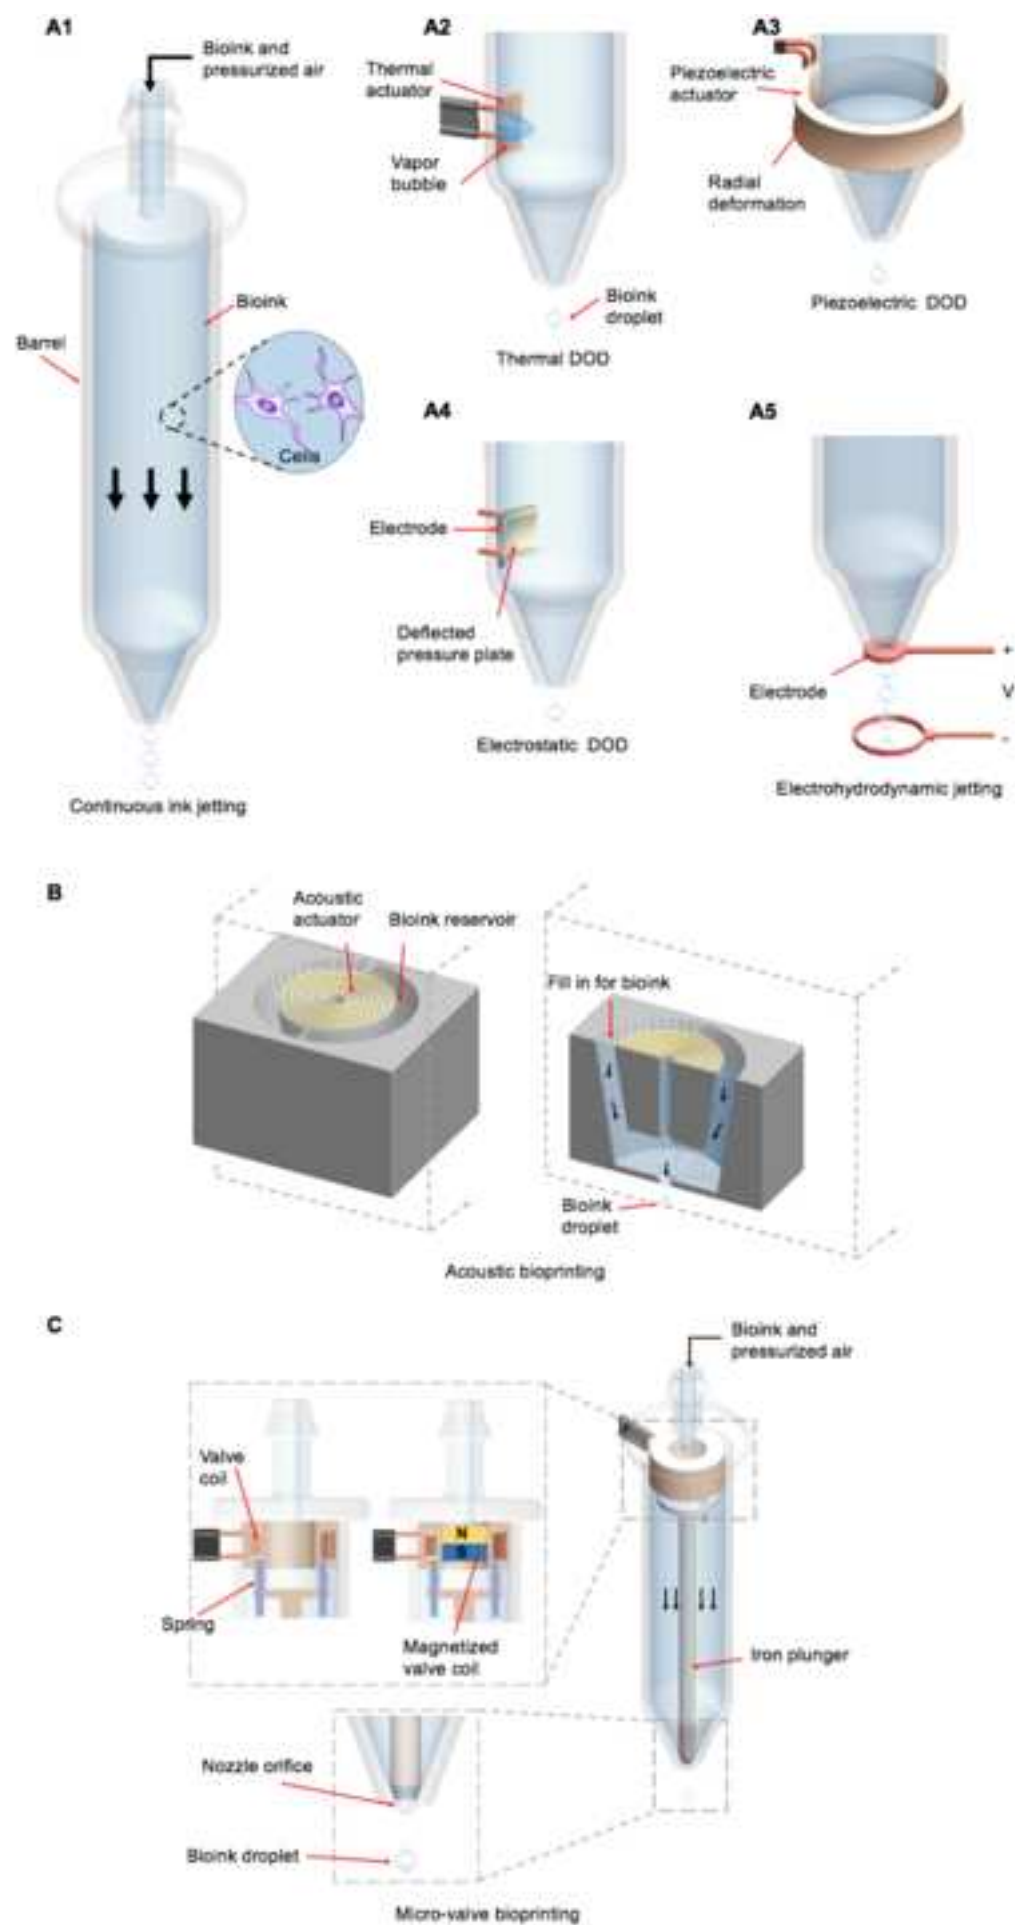 A1
Bioink and
pressurized air
Bioink
Barrel
Cells
Continuous ink jetting
A2
Thermal
actuator
Vapor
bubble
Bioink
droplet
Thermal DOD
A3
Piezoelectric
actuator
Radial
deformation
Piezoelectric DOD
A4
Electrode
Deflected
pressure plate
Electrostatic DOD
A5
+
Electrode
V
-
Electrohydrodynamic jetting
B
Acoustic
actuator
Bioink reservoir
Fill in for bioink
Bioink
droplet
Acoustic bioprinting
C
Bioink and
pressurized air
Valve
coil
N
S
Spring
Magnetized
valve coil
Iron plunger
Nozzle orifice
Bioink droplet
Micro-valve bioprinting